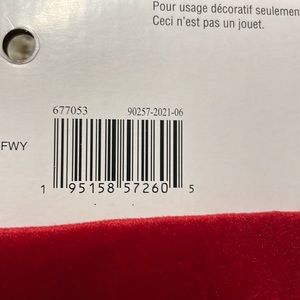 Pour usage décoratif seulement
Ceci n'est pas un jouet.
677053 90257-2021-06
FWY
1 95158 57260 5